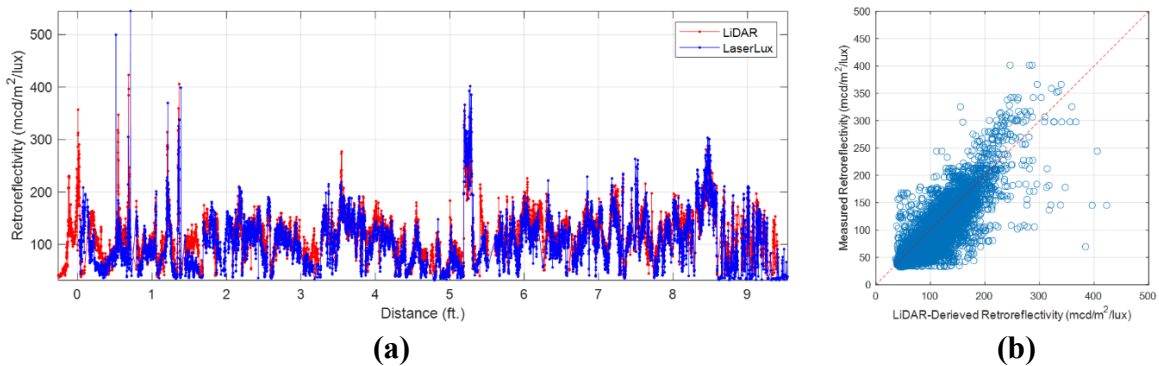 500
400
300
200
100
Retroreflectivity (mcd/m²/lux)
LiDAR
LaserLux
0 1 2 3 4 5 6 7 8 9
Distance (ft.)
(a)
500
450
400
350
300
250
200
150
100
50
0
Measured Retroreflectivity (mcd/m²/lux)
0 100 200 300 400 500
LiDAR-Derieved Retroreflectivity (mcd/m²/lux)
(b)